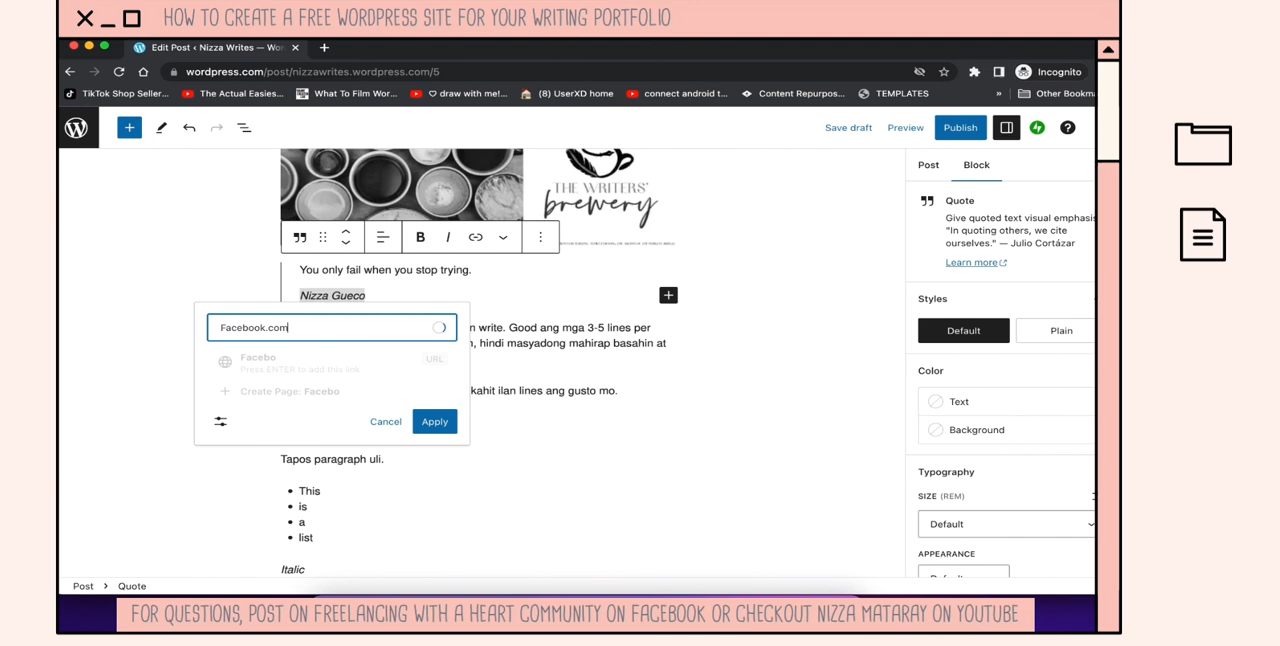 HOW TO CREATE A FREE WORDPRESS SITE FOR YOUR WRITING PORTFOLIO
Edit Post ‹ Nizza Writes — Wor
wordpress.com/post/nizzawrites.wordpress.com/5
Incognito
TikTok Shop Seller...
The Actual Easies...
What To Film Wor...
♡ draw with me!...
(8) UserXD home
connect android t...
Content Repurpos...
TEMPLATES
»
Other Bookma
Save draft
Preview
Publish
Post
Block
THE WRITERS'
brewery
Quote
Give quoted text visual emphasis
"In quoting others, we cite
ourselves." — Julio Cortázar
Learn more
B
I
You only fail when you stop trying.
Nizza Gueco
Styles
Default
Plain
n write. Good ang mga 3-5 lines per
, hindi masyadong mahirap basahin at
kahit ilan lines ang gusto mo.
Facebook.com
Facebo
Press ENTER to add this link
URL
Create Page: Facebo
Cancel
Apply
Color
Text
Background
Tapos paragraph uli.
• This
• is
• a
• list
Italic
Typography
SIZE (REM)
Default
APPEARANCE
Post > Quote
FOR QUESTIONS, POST ON FREELANCING WITH A HEART COMMUNITY ON FACEBOOK OR CHECKOUT NIZZA MATARAY ON YOUTUBE